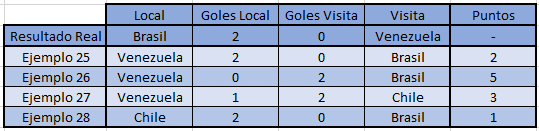 Local Goles Local Goles Visita Visita Puntos
Resultado Real Brasil 2 0 Venezuela -
Ejemplo 25 Venezuela 2 0 Brasil 2
Ejemplo 26 Venezuela 0 2 Brasil 5
Ejemplo 27 Venezuela 1 2 Chile 3
Ejemplo 28 Chile 2 0 Brasil 1